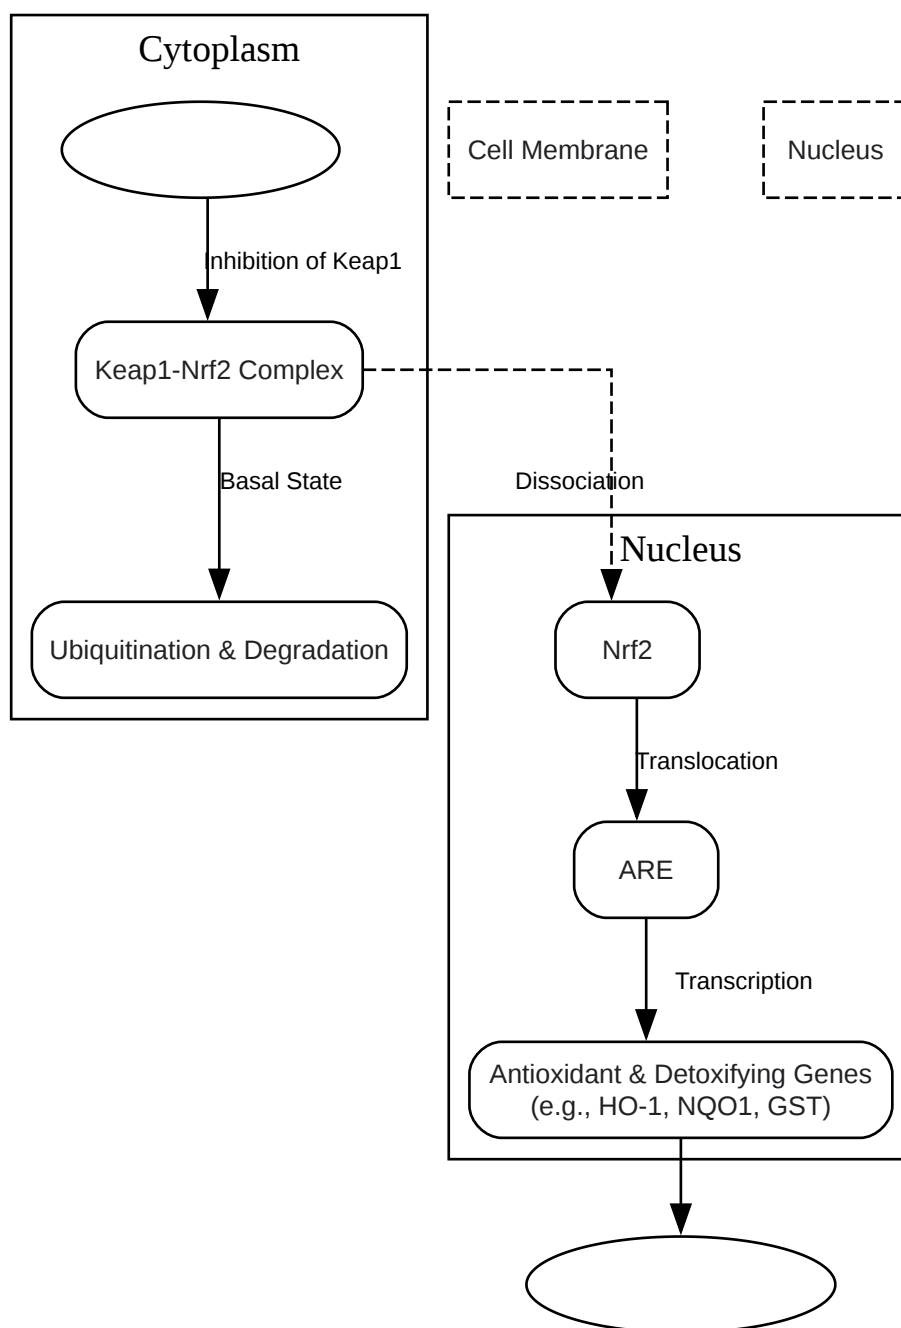 Cytoplasm
Cell Membrane
Nucleus
Inhibition of Keap1
Keap1-Nrf2 Complex
Basal State
Dissociation
Nucleus
Ubiquitination & Degradation
Nrf2
Translocation
ARE
Transcription
Antioxidant & Detoxifying Genes
(e.g., HO-1, NQO1, GST)